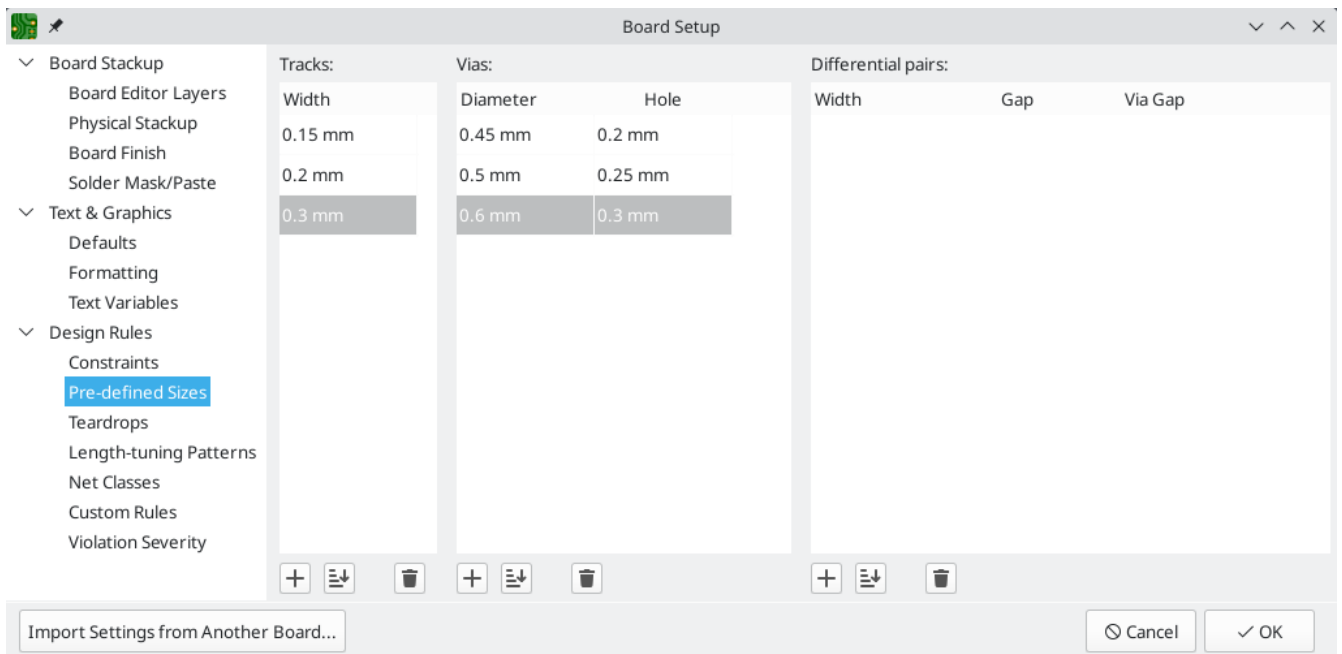 Board Setup
Board Stackup
Board Editor Layers
Physical Stackup
Board Finish
Solder Mask/Paste
Text & Graphics
Defaults
Formatting
Text Variables
Design Rules
Constraints
Pre-defined Sizes
Teardrops
Length-tuning Patterns
Net Classes
Custom Rules
Violation Severity
Tracks:
Width
0.15 mm
0.2 mm
0.3 mm
Vias:
Diameter Hole
0.45 mm 0.2 mm
0.5 mm 0.25 mm
0.6 mm 0.3 mm
Differential pairs:
Width Gap Via Gap
Import Settings from Another Board...
Cancel
OK